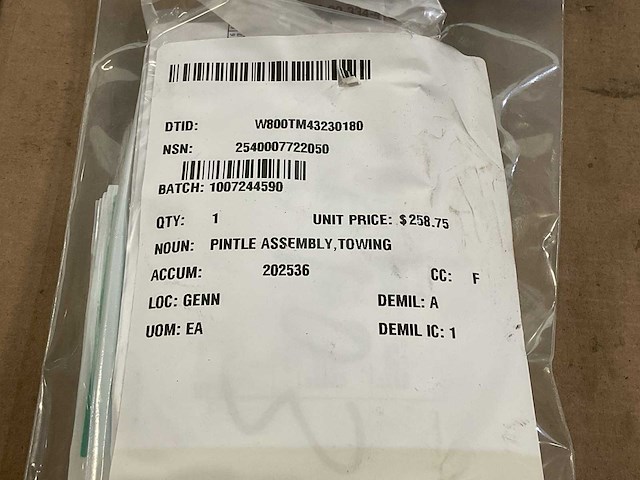 DTID: W800TM43230180
NSN: 2540007722050
BATCH: 1007244590
QTY: 1 UNIT PRICE: $258.75
NOUN: PINTLE ASSEMBLY,TOWING
ACCUM: 202536 CC: F
LOC: GENN DEMIL: A
UOM: EA DEMIL IC: 1